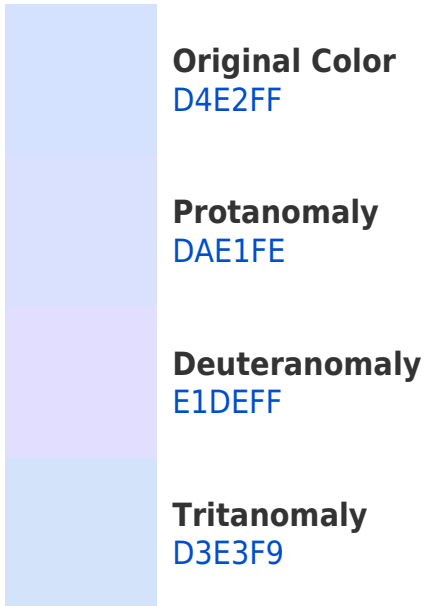 Original Color
D4E2FF
Protanomaly
DAE1FE
Deuteranomaly
E1DEFF
Tritanomaly
D3E3F9